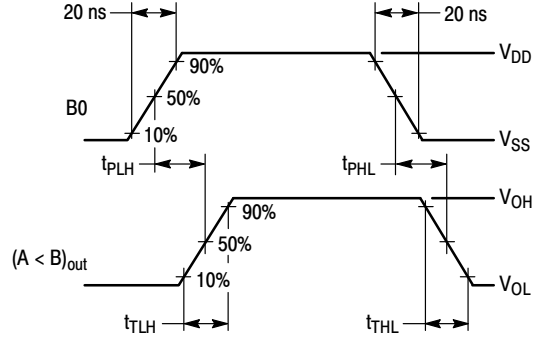 20 ns
20 ns
V_DD
90%
B0
50%
10%
V_SS
t_PLH
t_PHL
V_OH
90%
(A < B)_out
50%
10%
V_OL
t_TLH
t_THL